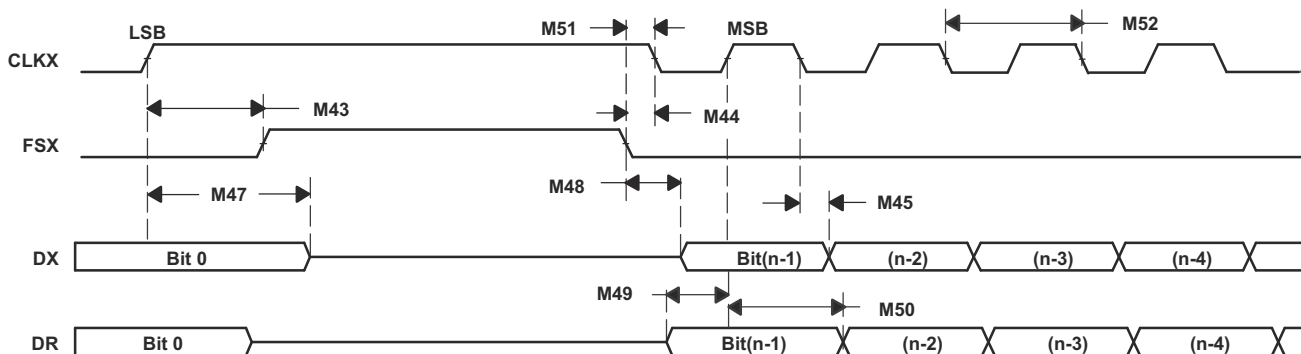 LSB M51 MSB M52
CLKX
M43 M44
FSX
M47 M48 M45
DX Bit 0 Bit(n-1) (n-2) (n-3) (n-4)
M49 M50
DR Bit 0 Bit(n-1) (n-2) (n-3) (n-4)